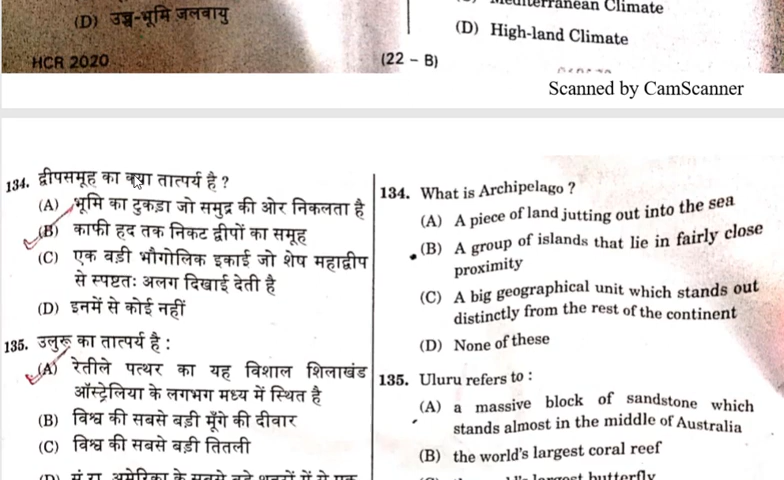 (D) उच्च-भूमि जलवायु
HCR 2020
Mediterranean Climate
(D) High-land Climate
(22 – B)
Scanned by CamScanner
134. द्वीपसमूह का क्या तात्पर्य है ?
(A) भूमि का टुकड़ा जो समुद्र की ओर निकलता है
(B) काफी हद तक निकट द्वीपों का समूह
(C) एक बड़ी भौगोलिक इकाई जो शेष महाद्वीप
से स्पष्टतः अलग दिखाई देती है
(D) इनमें से कोई नहीं
135. उलुरू का तात्पर्य है :
(A) रेतीले पत्थर का यह विशाल शिलाखंड
ऑस्ट्रेलिया के लगभग मध्य में स्थित है
(B) विश्व की सबसे बड़ी मूँगे की दीवार
(C) विश्व की सबसे बड़ी तितली
134. What is Archipelago ?
(A) A piece of land jutting out into the sea
(B) A group of islands that lie in fairly close
proximity
(C) A big geographical unit which stands out
distinctly from the rest of the continent
(D) None of these
135. Uluru refers to :
(A) a massive block of sandstone which
stands almost in the middle of Australia
(B) the world's largest coral reef
largest butterfly